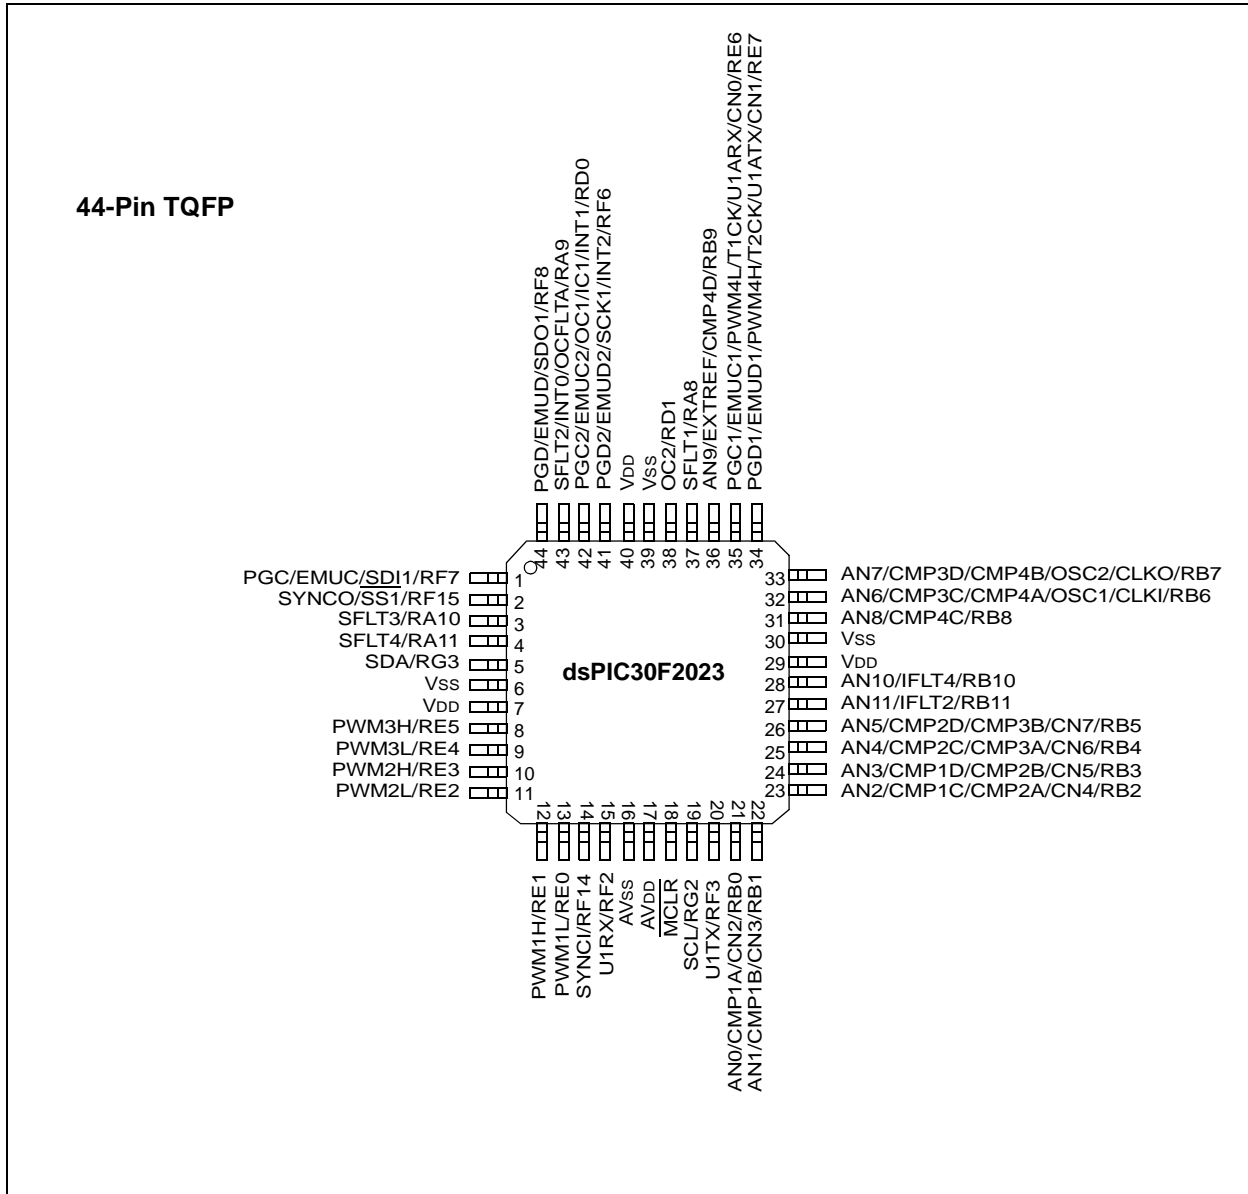 44-Pin TQFP
PGD/EMUD/SDO1/RF8
SFLT2/INT0/OCFLTA/RA9
PGC2/EMUC2/OC1/IC1/INT1/RD0
PGD2/EMUD2/SCK1/INT2/RF6
VDD
VSS
OC2/RD1
SFLT1/RA8
AN9/EXTREF/CMP4D/RB9
PGC1/EMUC1/PWM4L/T1CK/U1ARX/CN0/RE6
PGD1/EMUD1/PWM4H/T2CK/U1ATX/CN1/RE7
44
43
42
41
40
39
38
37
36
35
34
PGC/EMUC/SDI1/RF7
SYNCO/SS1/RF15
SFLT3/RA10
SFLT4/RA11
SDA/RG3
VSS
VDD
PWM3H/RE5
PWM3L/RE4
PWM2H/RE3
PWM2L/RE2
1
2
3
4
5
6
7
8
9
10
11
dsPIC30F2023
33
32
31
30
29
28
27
26
25
24
23
AN7/CMP3D/CMP4B/OSC2/CLKO/RB7
AN6/CMP3C/CMP4A/OSC1/CLKI/RB6
AN8/CMP4C/RB8
VSS
VDD
AN10/IFLT4/RB10
AN11/IFLT2/RB11
AN5/CMP2D/CMP3B/CN7/RB5
AN4/CMP2C/CMP3A/CN6/RB4
AN3/CMP1D/CMP2B/CN5/RB3
AN2/CMP1C/CMP2A/CN4/RB2
12
13
14
15
16
17
18
19
20
21
22
PWM1H/RE1
PWM1L/RE0
SYNCI/RF14
U1RX/RF2
AVSS
AVDD
MCLR
SCL/RG2
U1TX/RF3
AN0/CMP1A/CN2/RB0
AN1/CMP1B/CN3/RB1